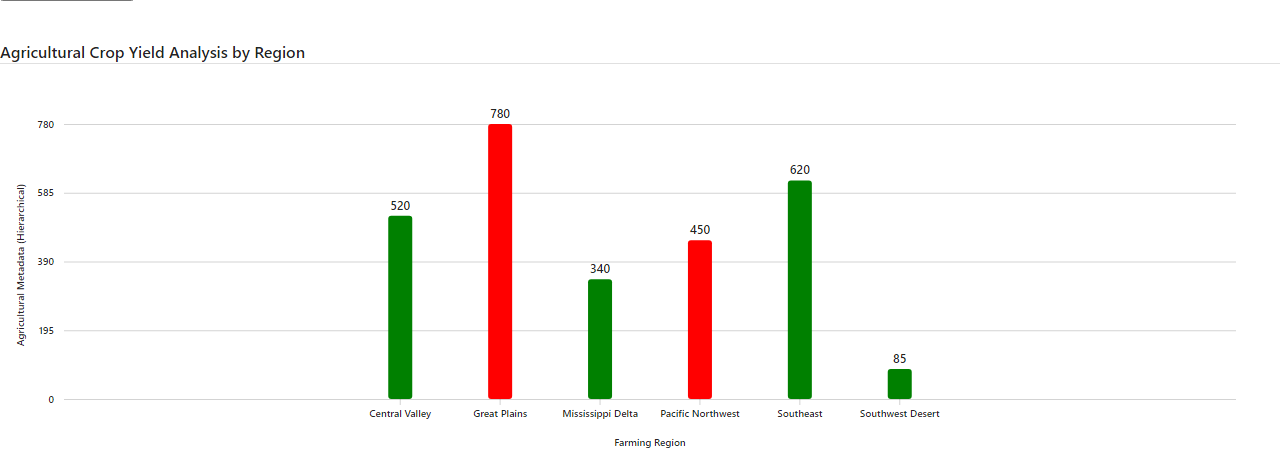 Agricultural Crop Yield Analysis by Region
780
780
620
585
520
450
390
340
195
85
0
Agricultural Metadata (Hierarchical)
Central Valley Great Plains Mississippi Delta Pacific Northwest Southeast Southwest Desert
Farming Region